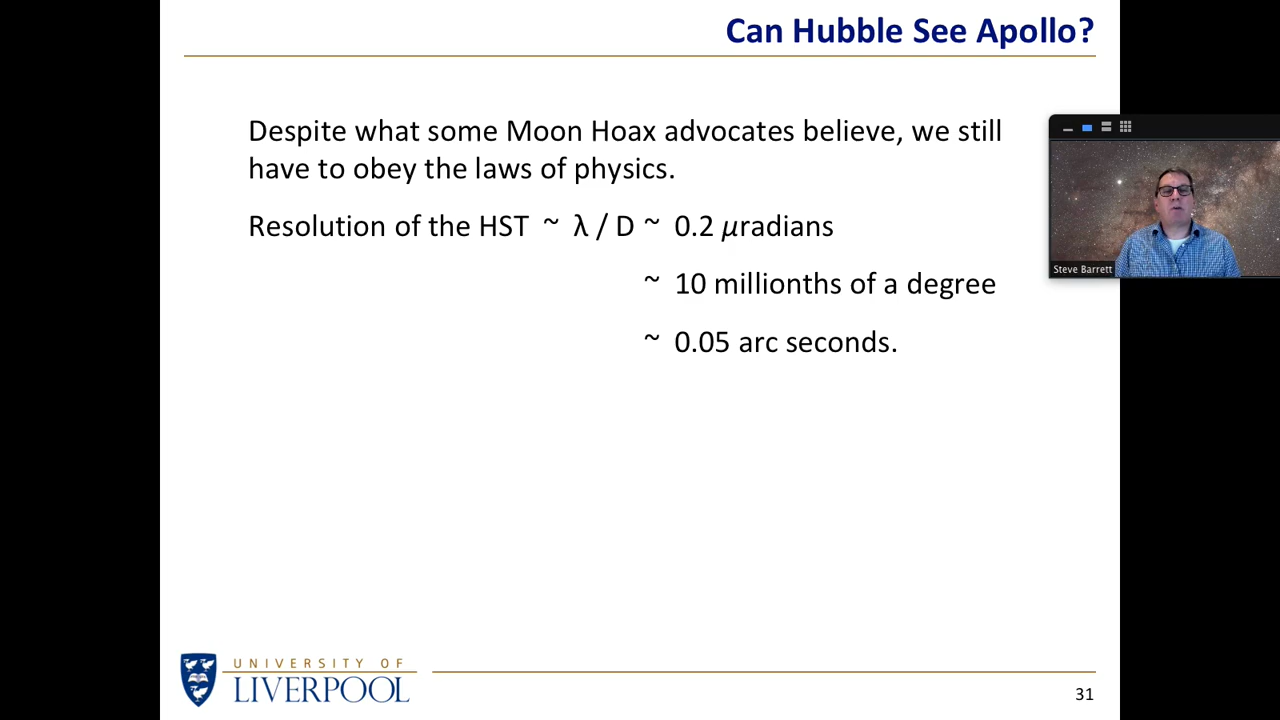 Can Hubble See Apollo?
Despite what some Moon Hoax advocates believe, we still
have to obey the laws of physics.
Resolution of the HST ~ λ / D ~ 0.2 µradians
~ 10 millionths of a degree
~ 0.05 arc seconds.
Steve Barrett
UNIVERSITY OF
LIVERPOOL
31